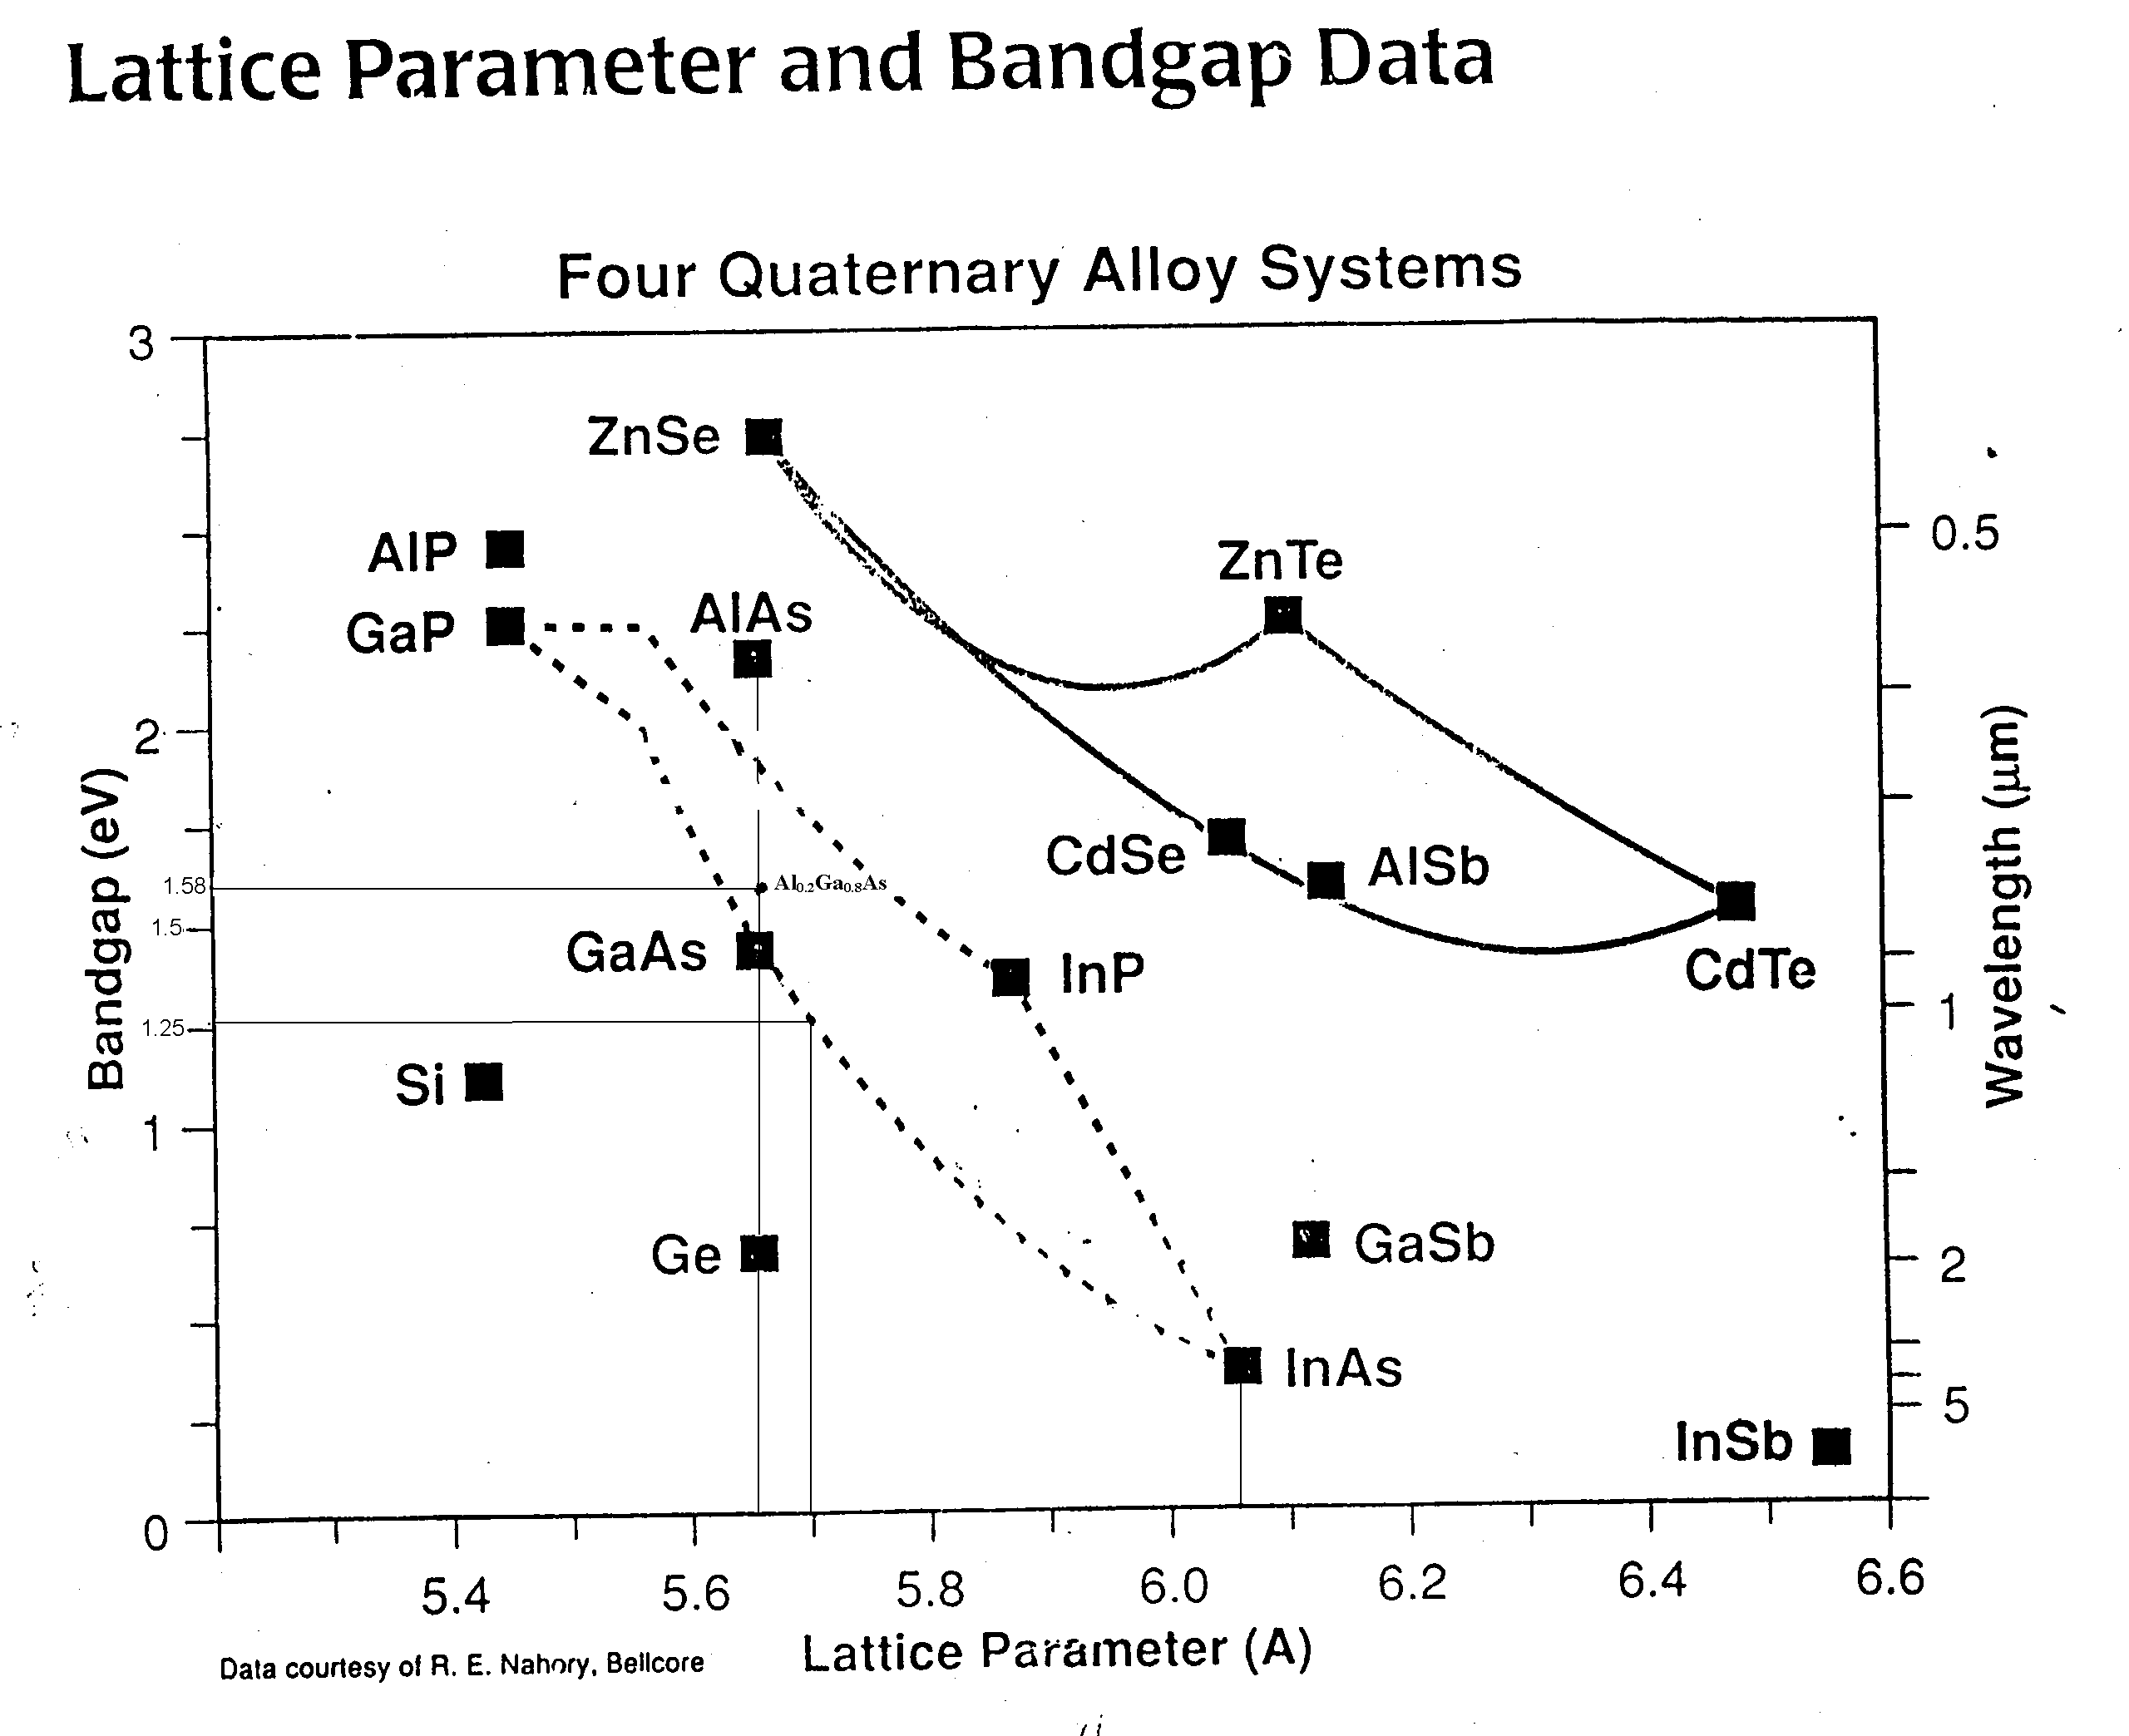 Lattice Parameter and Bandgap Data
Four Quaternary Alloy Systems
3
ZnSe
0.5
AlP
ZnTe
GaP
AlAs
2
CdSe
AlSb
1.58
Al0.2Ga0.8As
1.5
GaAs
InP
CdTe
1
1.25
Si
1
Ge
GaSb
2
InAs
5
InSb
0
Bandgap (eV)
Wavelength (μm)
5.4 5.6 5.8 6.0 6.2 6.4 6.6
Lattice Parameter (A)
Data courtesy of R. E. Nahory, Bellcore